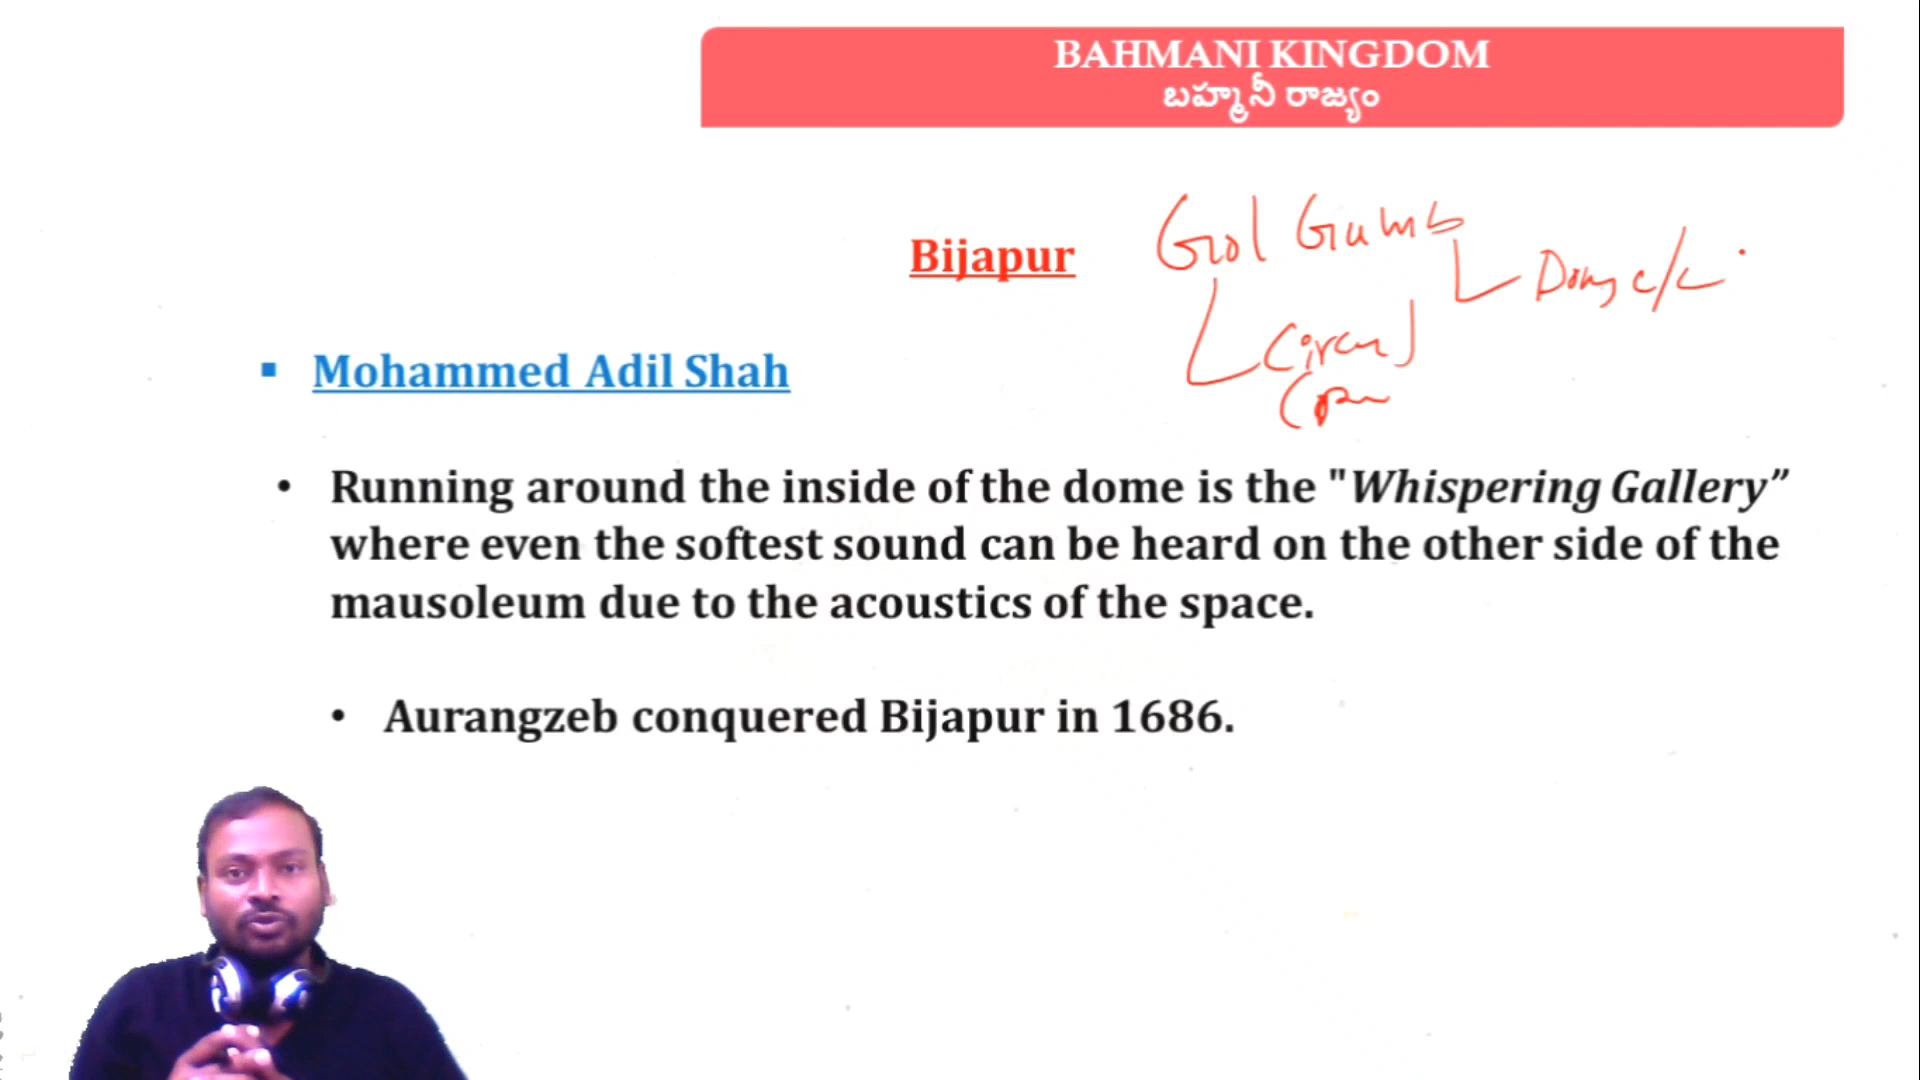 BAHMANI KINGDOM
బహ్మనీ రాజ్యం
Bijapur
Gol Gumb
▪ Mohammed Adil Shah
• Running around the inside of the dome is the "Whispering Gallery”
where even the softest sound can be heard on the other side of the
mausoleum due to the acoustics of the space.
• Aurangzeb conquered Bijapur in 1686.